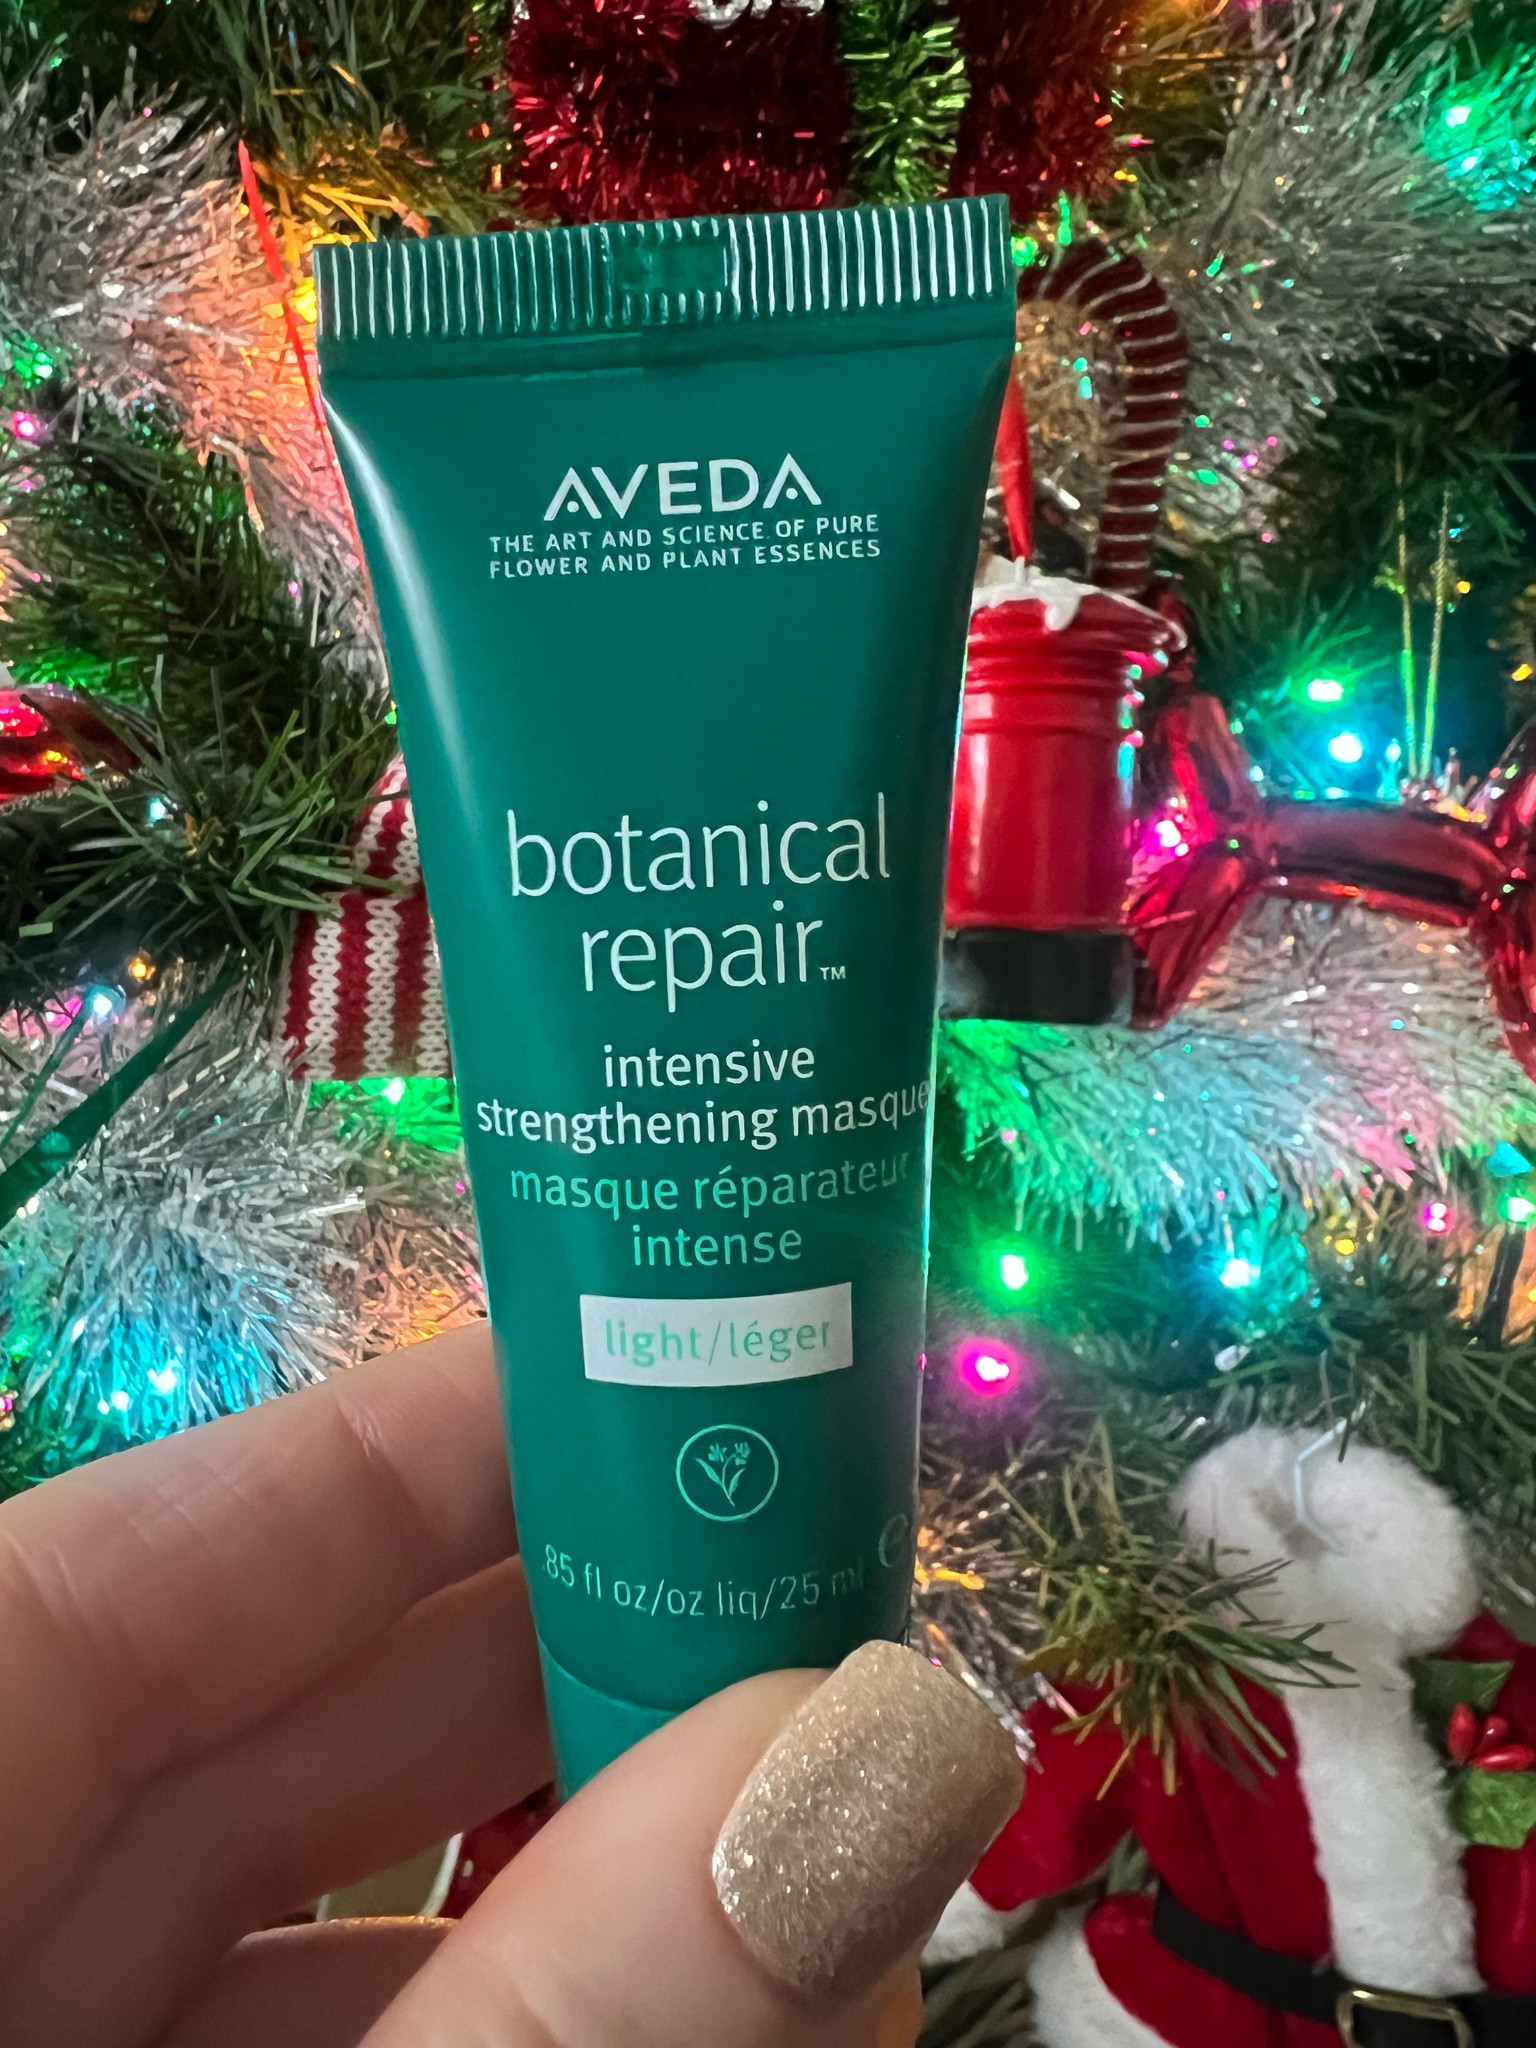 AVEDA
THE ART AND SCIENCE OF PURE
FLOWER AND PLANT ESSENCES
botanical
repair™
intensive
strengthening masque
masque réparateur
intense
light/léger
.85 fl oz/oz liq/25 ml e